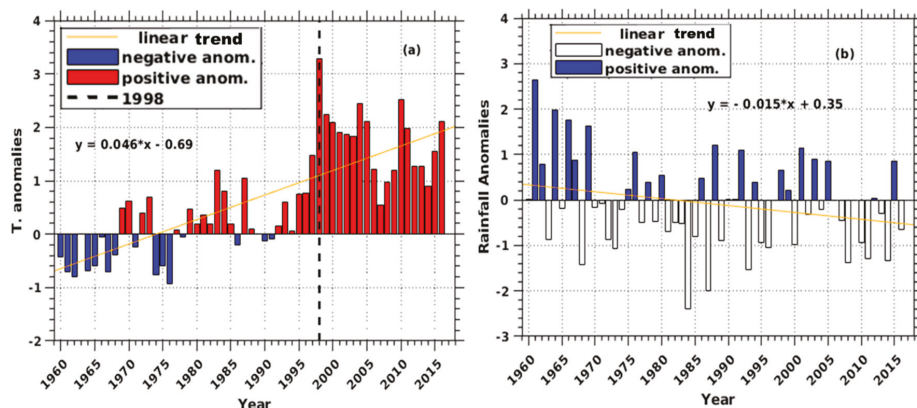 linear trend
negative anom.
positive anom.
1998
(a)
y = 0.046*x - 0.69
T. anomalies
4
3
2
1
0
-1
-2
1960 1965 1970 1975 1980 1985 1990 1995 2000 2005 2010 2015
Year
linear trend
negative anom.
positive anom.
(b)
y = - 0.015*x + 0.35
Rainfall Anomalies
4
3
2
1
0
-1
-2
-3
1960 1965 1970 1975 1980 1985 1990 1995 2000 2005 2010 2015
Year